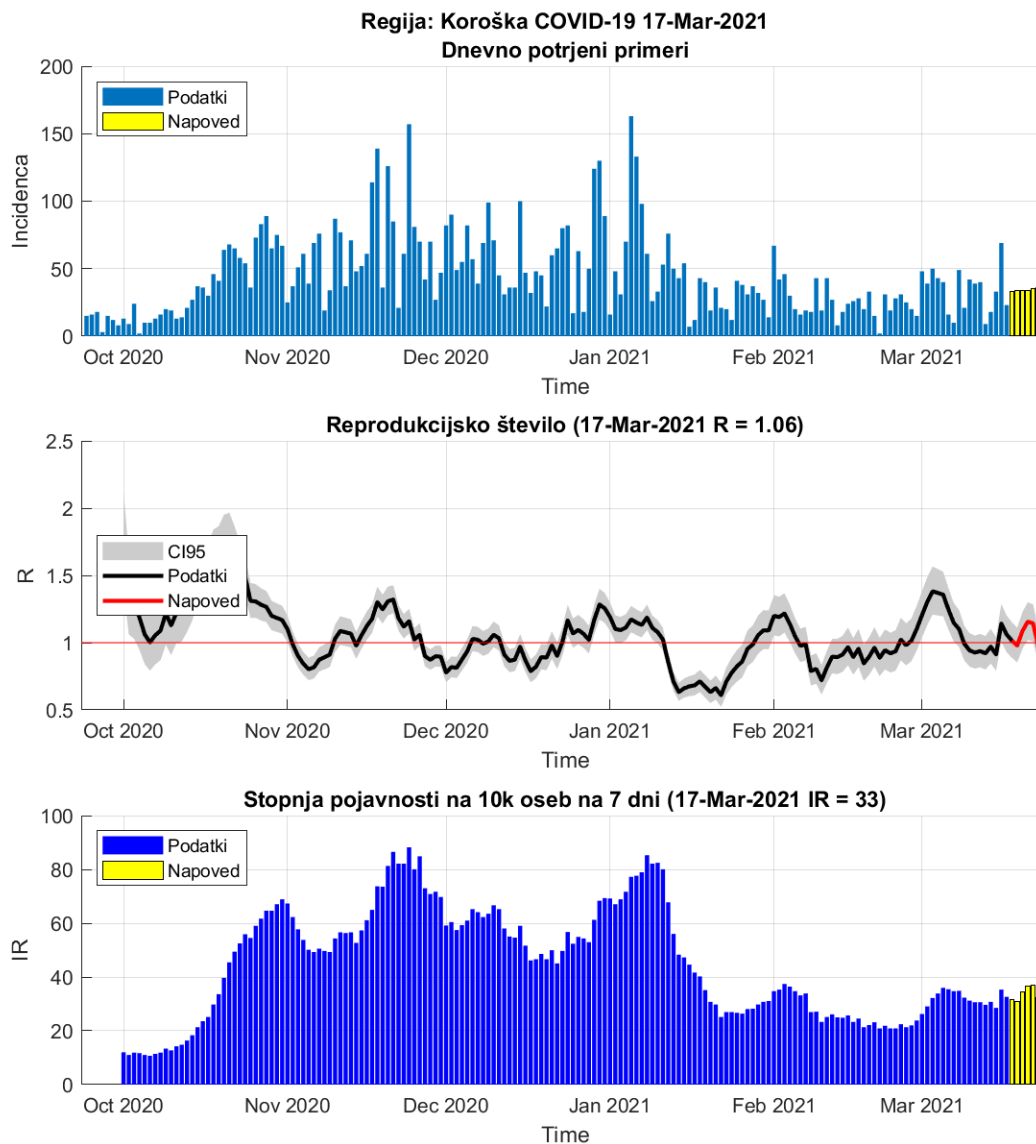 Regija: Koroška COVID-19 17-Mar-2021
Dnevno potrjeni primeri
200
150
100
50
0
Incidenca
Podatki
Napoved
Oct 2020 Nov 2020 Dec 2020 Jan 2021 Feb 2021 Mar 2021
Time
Reprodukcijsko število (17-Mar-2021 R = 1.06)
2.5
2
1.5
1
0.5
R
CI95
Podatki
Napoved
Oct 2020 Nov 2020 Dec 2020 Jan 2021 Feb 2021 Mar 2021
Time
Stopnja pojavnosti na 10k oseb na 7 dni (17-Mar-2021 IR = 33)
100
80
60
40
20
0
IR
Podatki
Napoved
Oct 2020 Nov 2020 Dec 2020 Jan 2021 Feb 2021 Mar 2021
Time